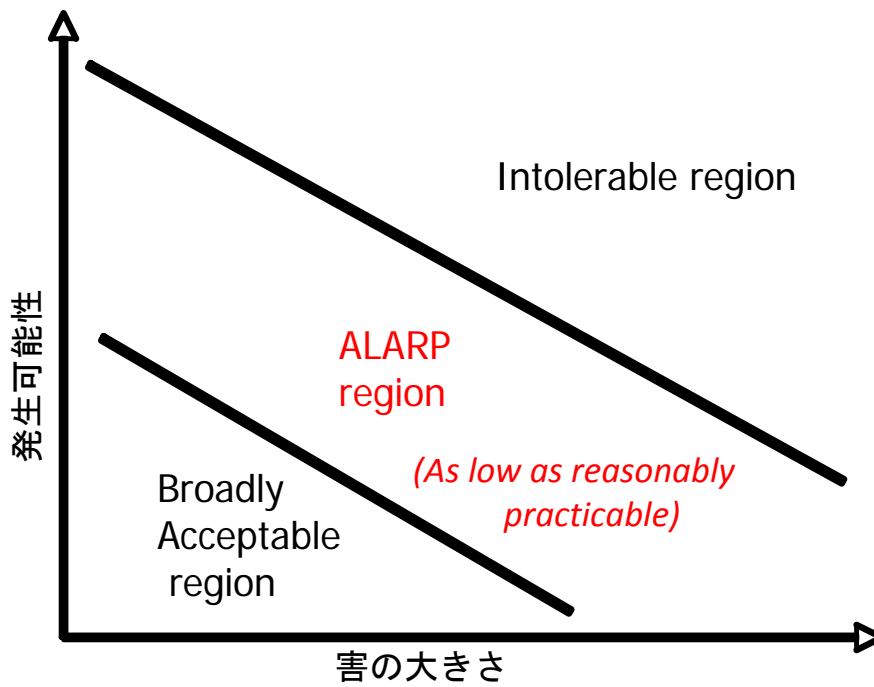 Intolerable region
発生可能性
ALARP
region
(As low as reasonably
practicable)
Broadly
Acceptable
region
害の大きさ